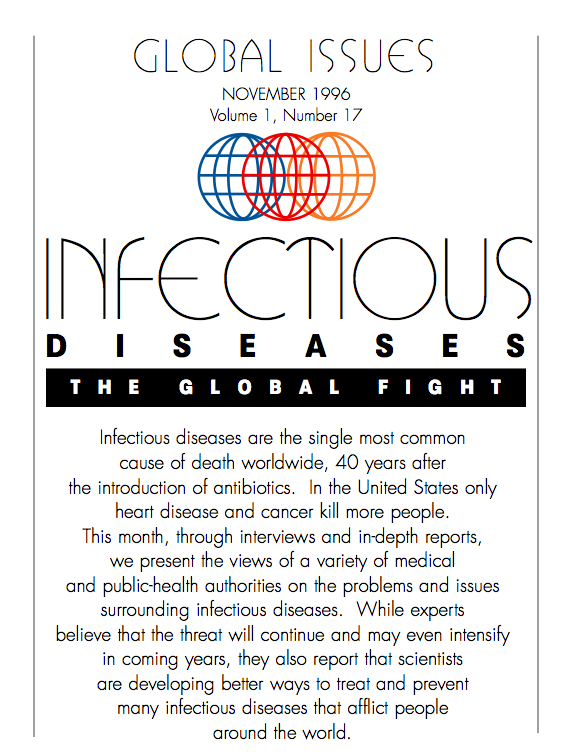 GLOBAL ISSUES
NOVEMBER 1996
Volume 1, Number 17
INFECTIOUS
DISEASES
THE GLOBAL FIGHT
Infectious diseases are the single most common
cause of death worldwide, 40 years after
the introduction of antibiotics.  In the United States only
heart disease and cancer kill more people.
This month, through interviews and in-depth reports,
we present the views of a variety of medical
and public-health authorities on the problems and issues
surrounding infectious diseases.  While experts
believe that the threat will continue and may even intensify
in coming years, they also report that scientists
are developing better ways to treat and prevent
many infectious diseases that afflict people
around the world.